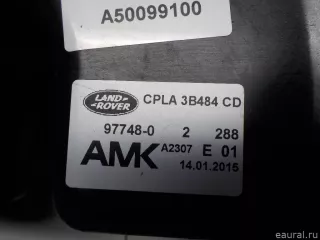 A50099100
LAND-
ROVER
CPLA 3B484 CD
97748-0 2 288
AMK A2307 E 01
14.01.2015
eaural.ru